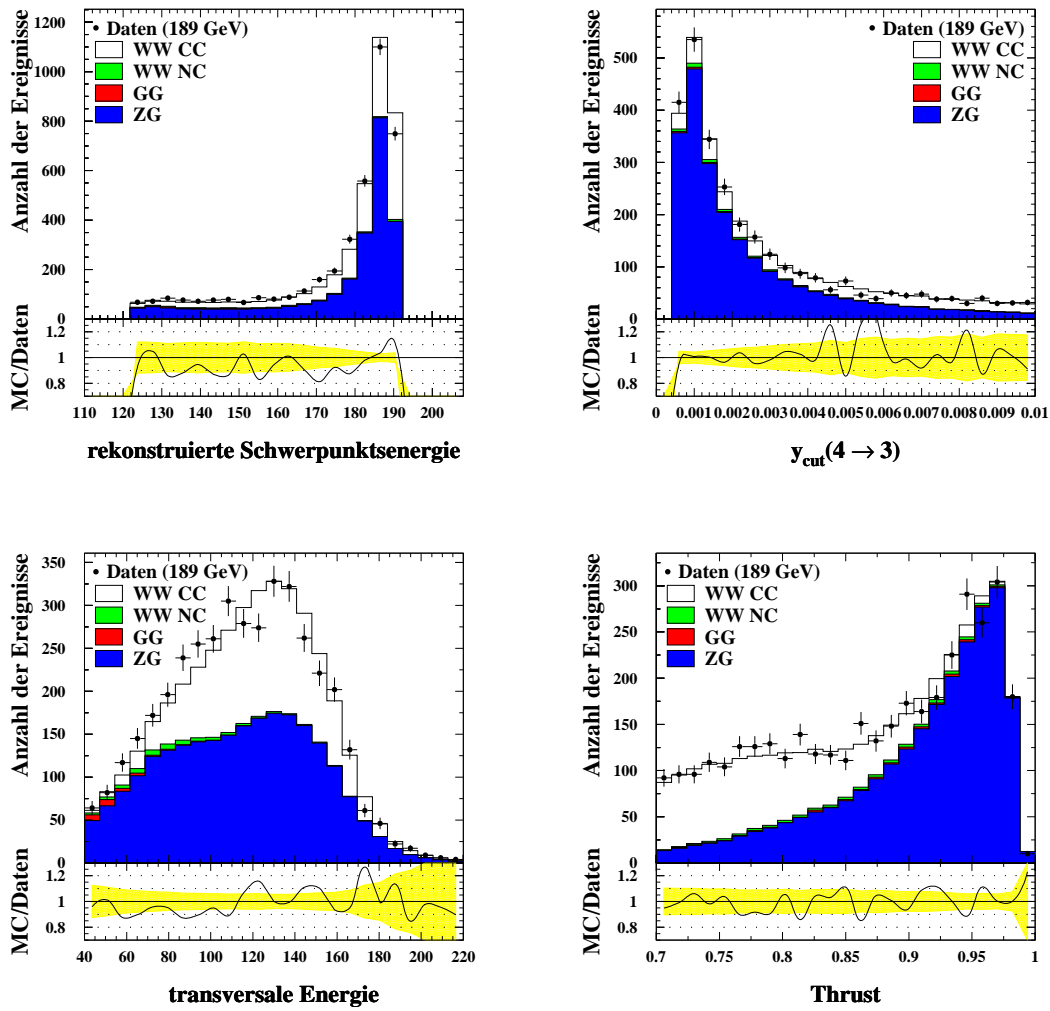 Anzahl der Ereignisse
1200
1000
800
600
400
200
0
Daten (189 GeV)
WW CC
WW NC
GG
ZG
MC/Daten
1.2
1
0.8
110 120 130 140 150 160 170 180 190 200
rekonstruierte Schwerpunktsenergie
Anzahl der Ereignisse
500
400
300
200
100
0
Daten (189 GeV)
WW CC
WW NC
GG
ZG
MC/Daten
1.2
1
0.8
0 0.001 0.002 0.003 0.004 0.005 0.006 0.007 0.008 0.009 0.01
y_cut(4 → 3)
Anzahl der Ereignisse
350
300
250
200
150
100
50
0
Daten (189 GeV)
WW CC
WW NC
GG
ZG
MC/Daten
1.2
1
0.8
40 60 80 100 120 140 160 180 200 220
transversale Energie
Anzahl der Ereignisse
300
250
200
150
100
50
0
Daten (189 GeV)
WW CC
WW NC
GG
ZG
MC/Daten
1.2
1
0.8
0.7 0.75 0.8 0.85 0.9 0.95 1
Thrust